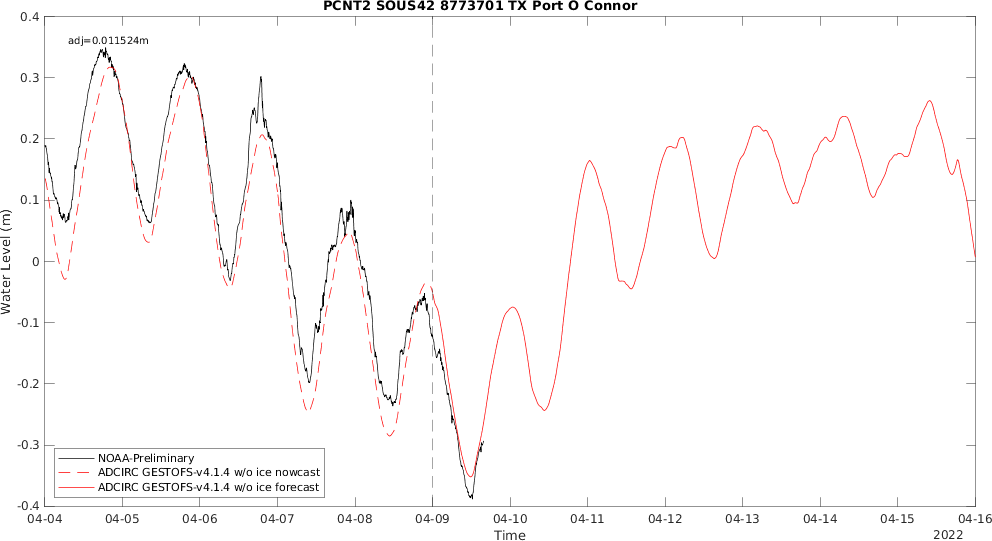 PCNT2 SOUS42 8773701 TX Port O Connor
adj=0.011524m
Water Level (m)
0.4
0.3
0.2
0.1
0
-0.1
-0.2
-0.3
-0.4
NOAA-Preliminary
ADCIRC GESTOFS-v4.1.4 w/o ice nowcast
ADCIRC GESTOFS-v4.1.4 w/o ice forecast
04-04 04-05 04-06 04-07 04-08 04-09 04-10 04-11 04-12 04-13 04-14 04-15 04-16
Time
2022